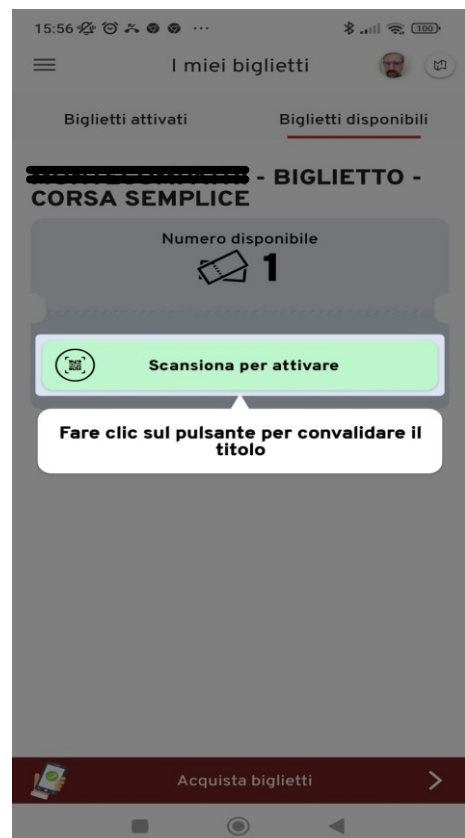 15:56
100
I miei biglietti
Biglietti attivati
Biglietti disponibili
- BIGLIETTO -
CORSA SEMPLICE
Numero disponibile
1
Scansiona per attivare
Fare clic sul pulsante per convalidare il
titolo
Acquista biglietti